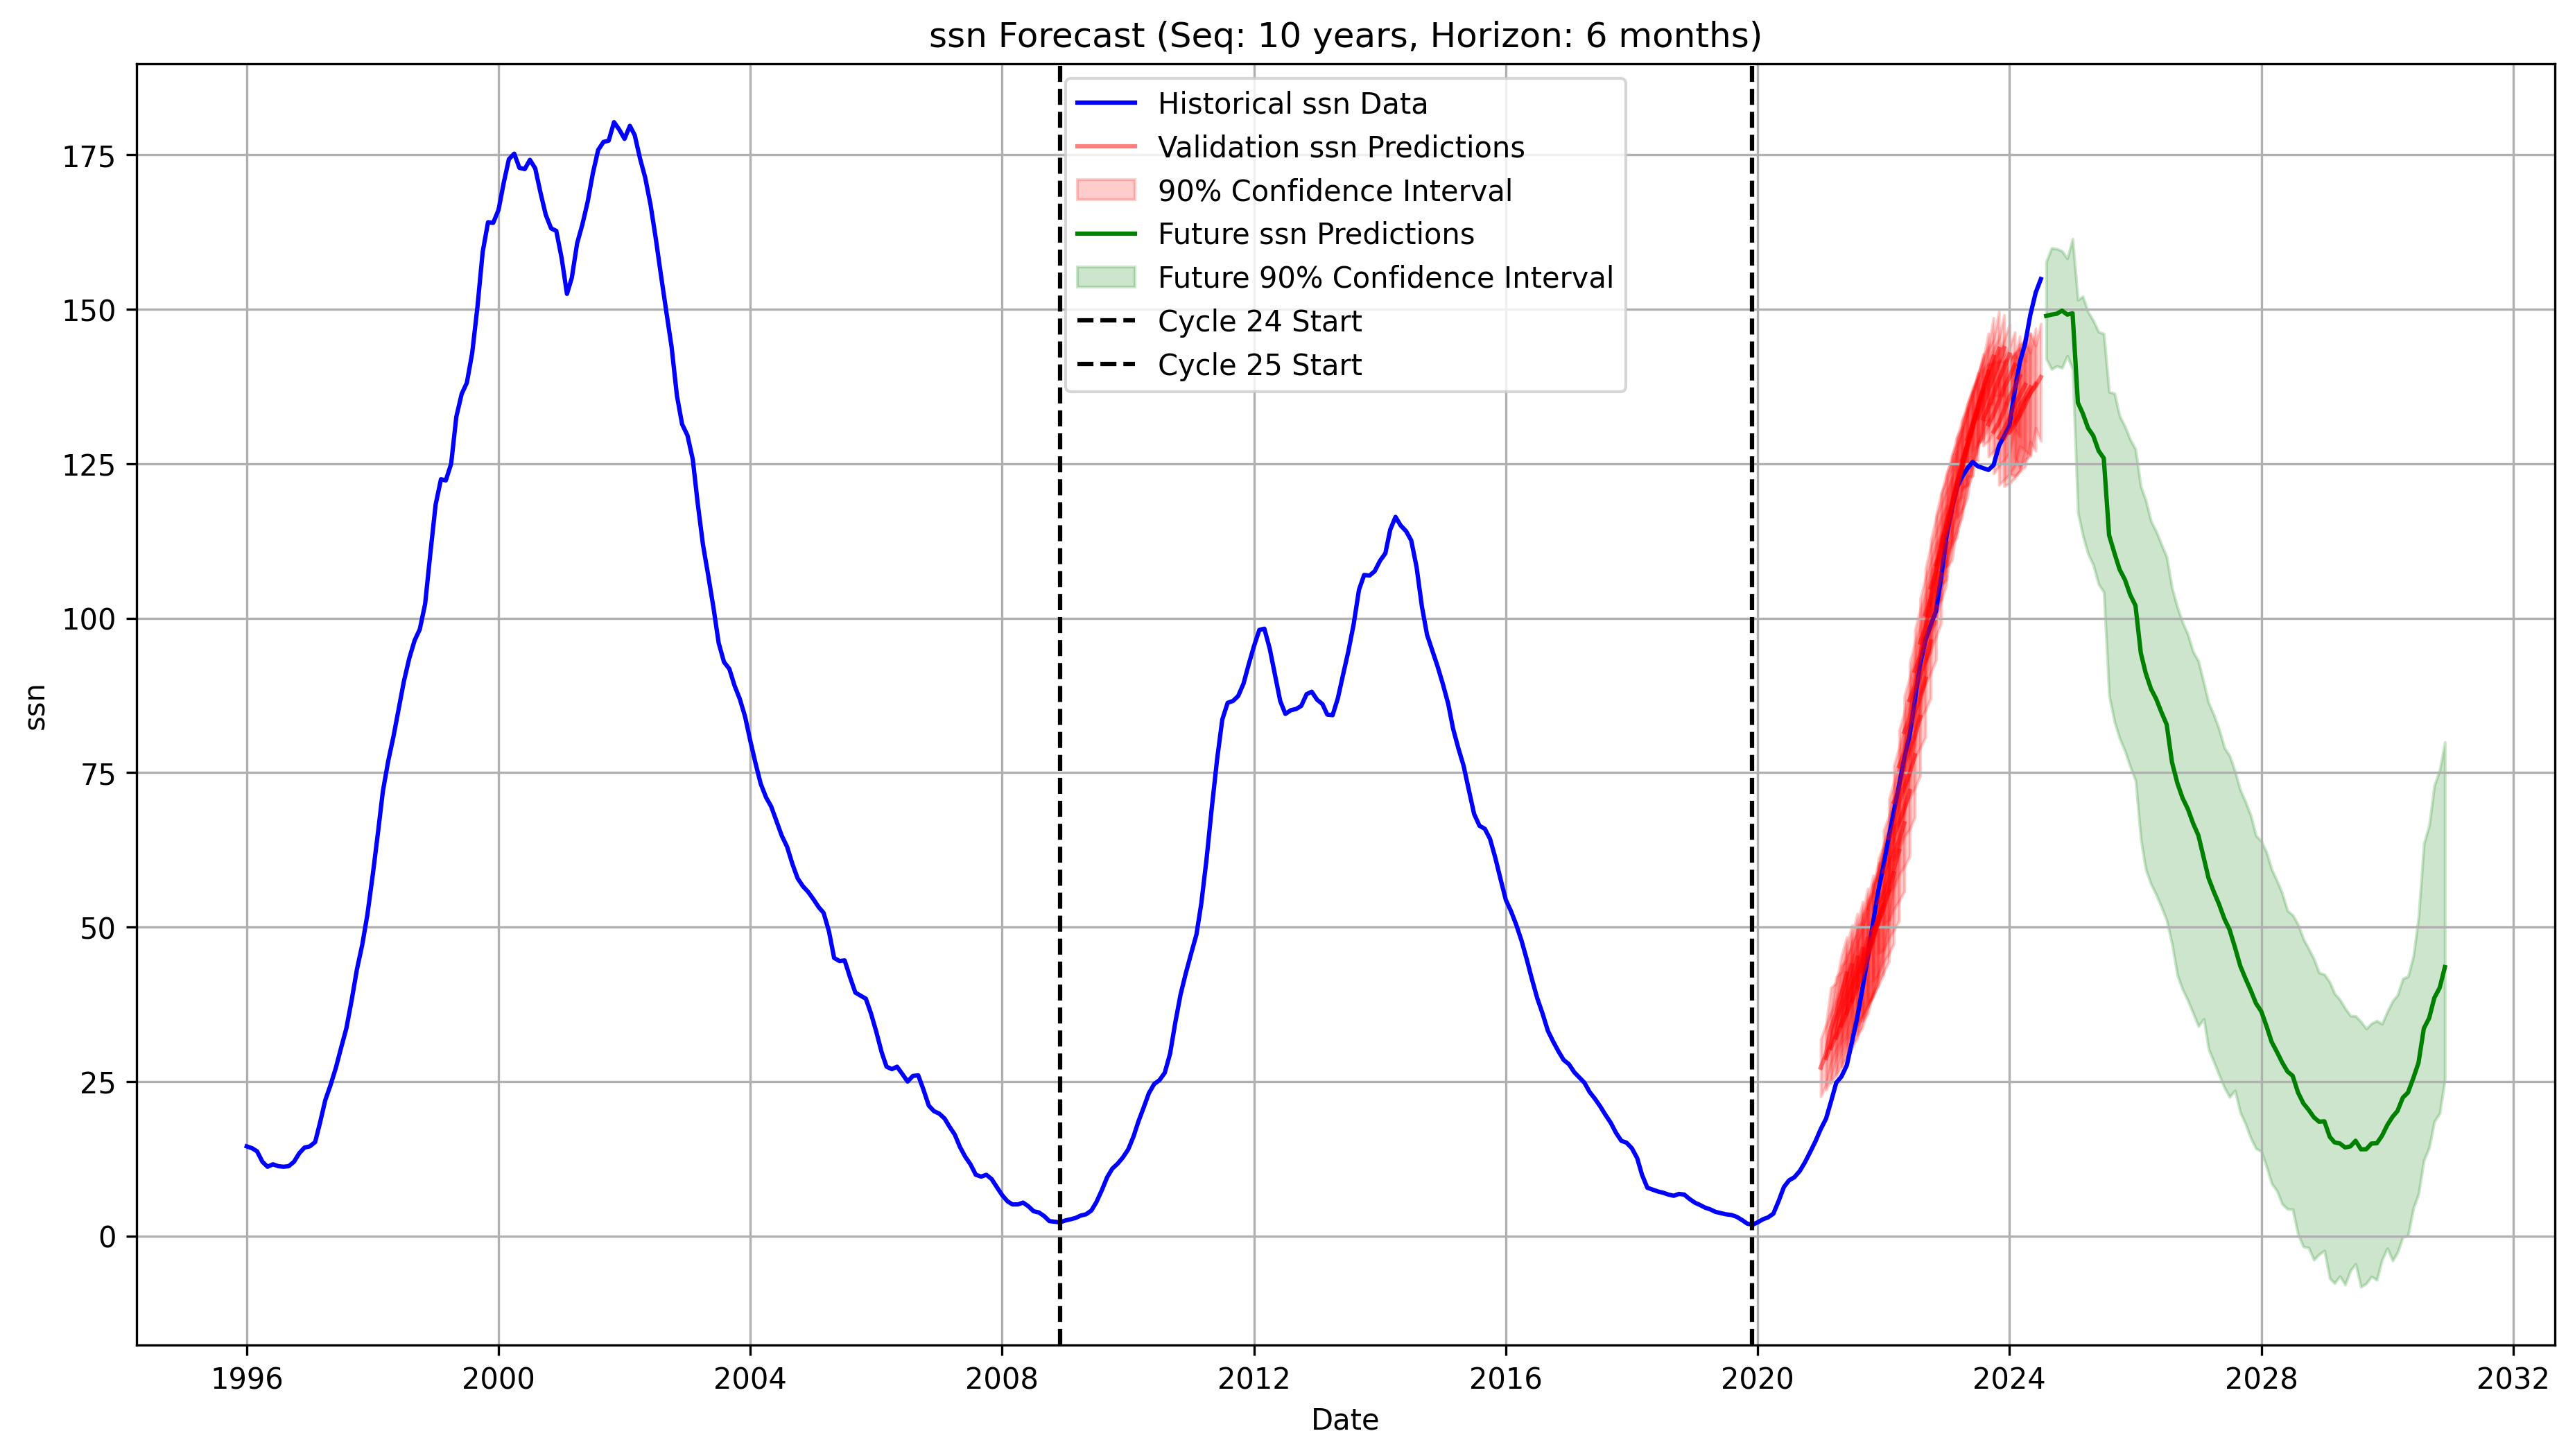 ssn Forecast (Seq: 10 years, Horizon: 6 months)
Historical ssn Data
Validation ssn Predictions
90% Confidence Interval
Future ssn Predictions
Future 90% Confidence Interval
Cycle 24 Start
Cycle 25 Start
175
150
125
100
75
50
25
0
ssn
1996 2000 2004 2008 2012 2016 2020 2024 2028 2032
Date